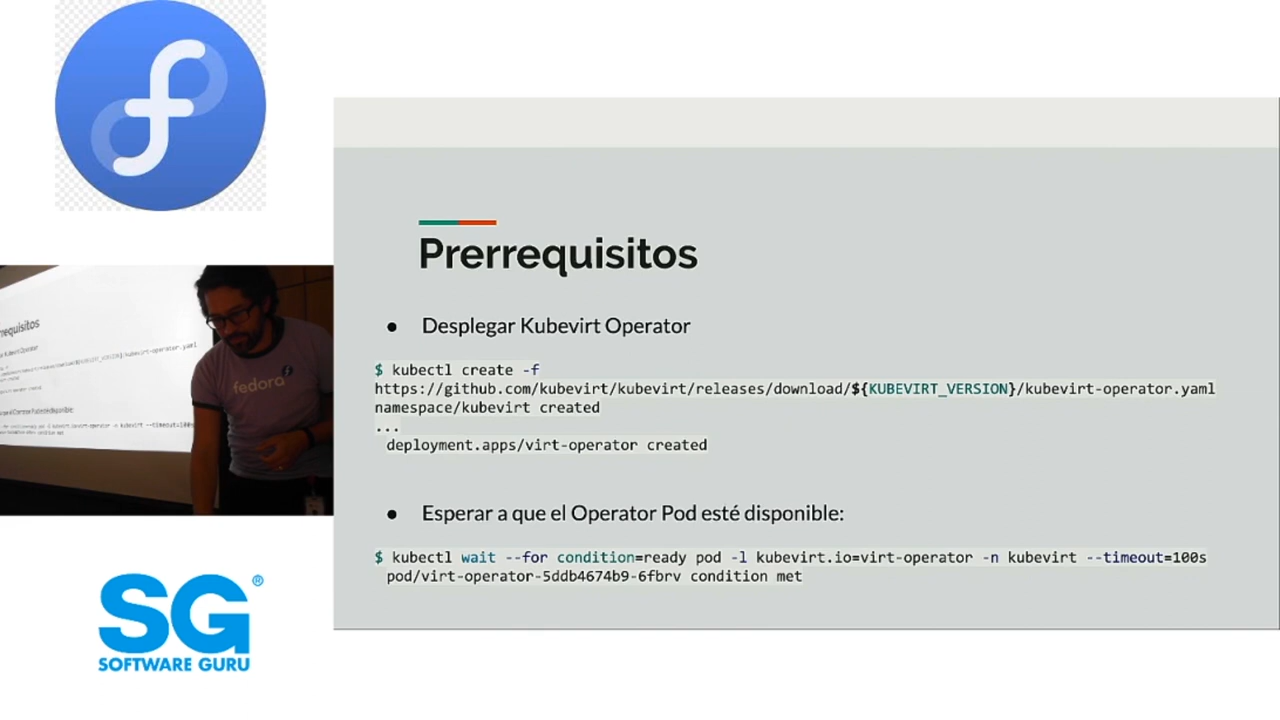 Prerrequisitos
● Desplegar Kubevirt Operator
$ kubectl create -f
https://github.com/kubevirt/kubevirt/releases/download/${KUBEVIRT_VERSION}/kubevirt-operator.yaml
namespace/kubevirt created
...
deployment.apps/virt-operator created
● Esperar a que el Operator Pod esté disponible:
$ kubectl wait --for condition=ready pod -l kubevirt.io=virt-operator -n kubevirt --timeout=100s
pod/virt-operator-5ddb4674b9-6fbrv condition met
fedora
SG®
SOFTWARE GURU